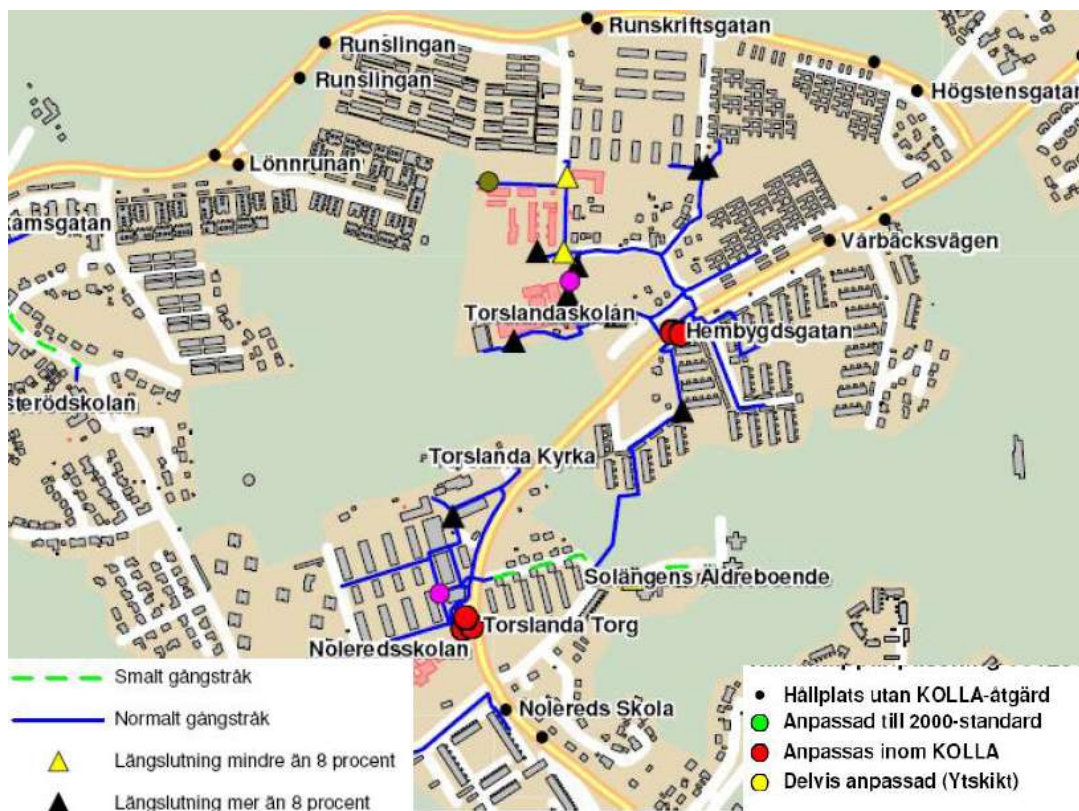 Runskriftsgatan
Runslingan
Runslingan
Högstensgatan
Lönnrunan
kamsgatan
Vårbäcksvägen
Torslandaskolan
Hembygdsgatan
sterödskolan
Torslanda Kyrka
Solängens Äldreboende
Torslanda Torg
Noleredsskolan
Nolereds Skola
Smalt gångstråk
Normalt gångstråk
Längslutning mindre än 8 procent
Längslutning mer än 8 procent
Hållplats utan KOLLA-åtgärd
Anpassad till 2000-standard
Anpassas inom KOLLA
Delvis anpassad (Ytskikt)